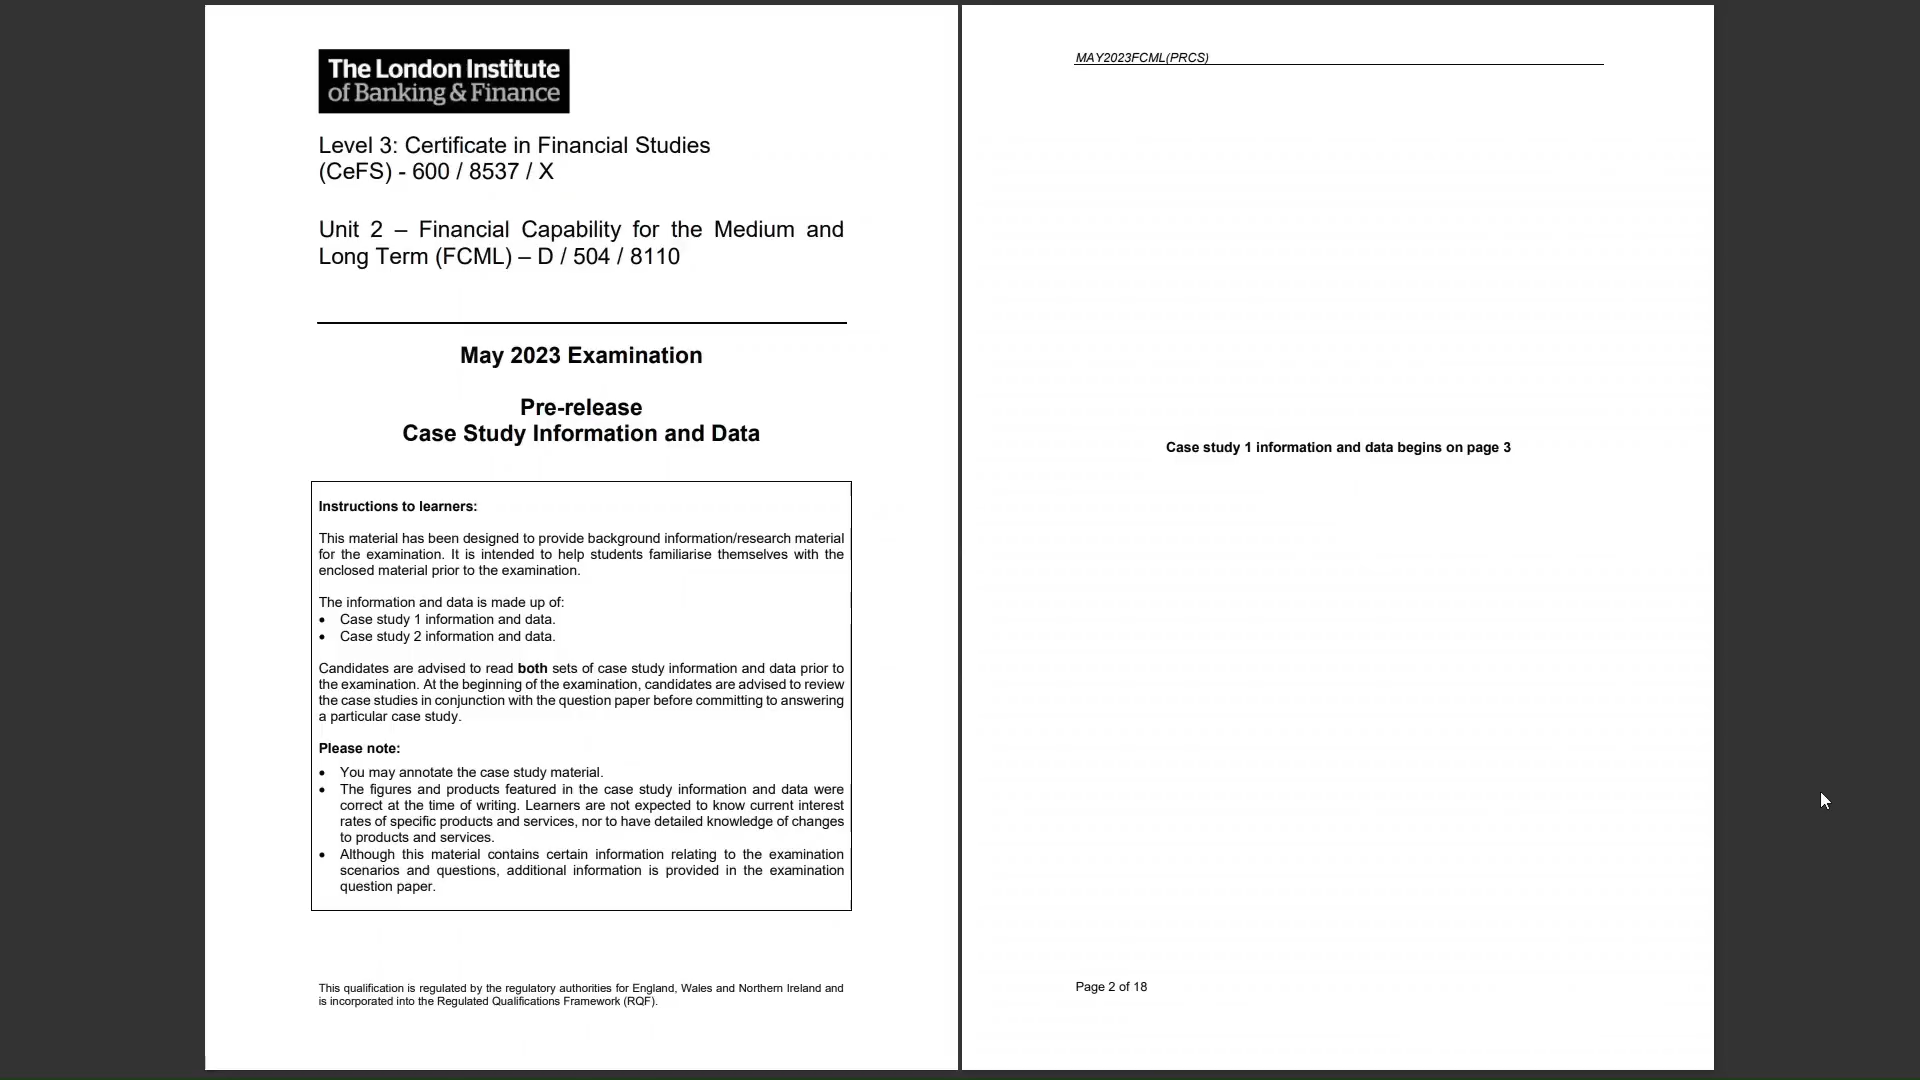 The London Institute
of Banking & Finance
Level 3: Certificate in Financial Studies
(CeFS) - 600 / 8537 / X
Unit 2 – Financial Capability for the Medium and
Long Term (FCML) – D / 504 / 8110
May 2023 Examination
Pre-release
Case Study Information and Data
Instructions to learners:
This material has been designed to provide background information/research material
for the examination. It is intended to help students familiarise themselves with the
enclosed material prior to the examination.
The information and data is made up of:
• Case study 1 information and data.
• Case study 2 information and data.
Candidates are advised to read both sets of case study information and data prior to
the examination. At the beginning of the examination, candidates are advised to review
the case studies in conjunction with the question paper before committing to answering
a particular case study.
Please note:
• You may annotate the case study material.
• The figures and products featured in the case study information and data were
correct at the time of writing. Learners are not expected to know current interest
rates of specific products and services, nor to have detailed knowledge of changes
to products and services.
• Although this material contains certain information relating to the examination
scenarios and questions, additional information is provided in the examination
question paper.
This qualification is regulated by the regulatory authorities for England, Wales and Northern Ireland and
is incorporated into the Regulated Qualifications Framework (RQF).
MAY2023FCML(PRCS)
Case study 1 information and data begins on page 3
Page 2 of 18